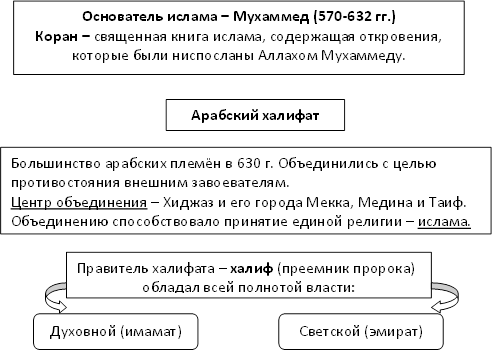 Основатель ислама – Мухаммед (570-632 гг.)
Коран – священная книга ислама, содержащая откровения,
которые были ниспосланы Аллахом Мухаммеду.
Арабский халифат
Большинство арабских племён в 630 г. Объединились с целью
противостояния внешним завоевателям.
Центр объединения – Хиджаз и его города Мекка, Медина и Таиф.
Объединению способствовало принятие единой религии – ислама.
Правитель халифата – халиф (преемник пророка)
обладал всей полнотой власти:
Духовной (имамат)
Светской (эмират)